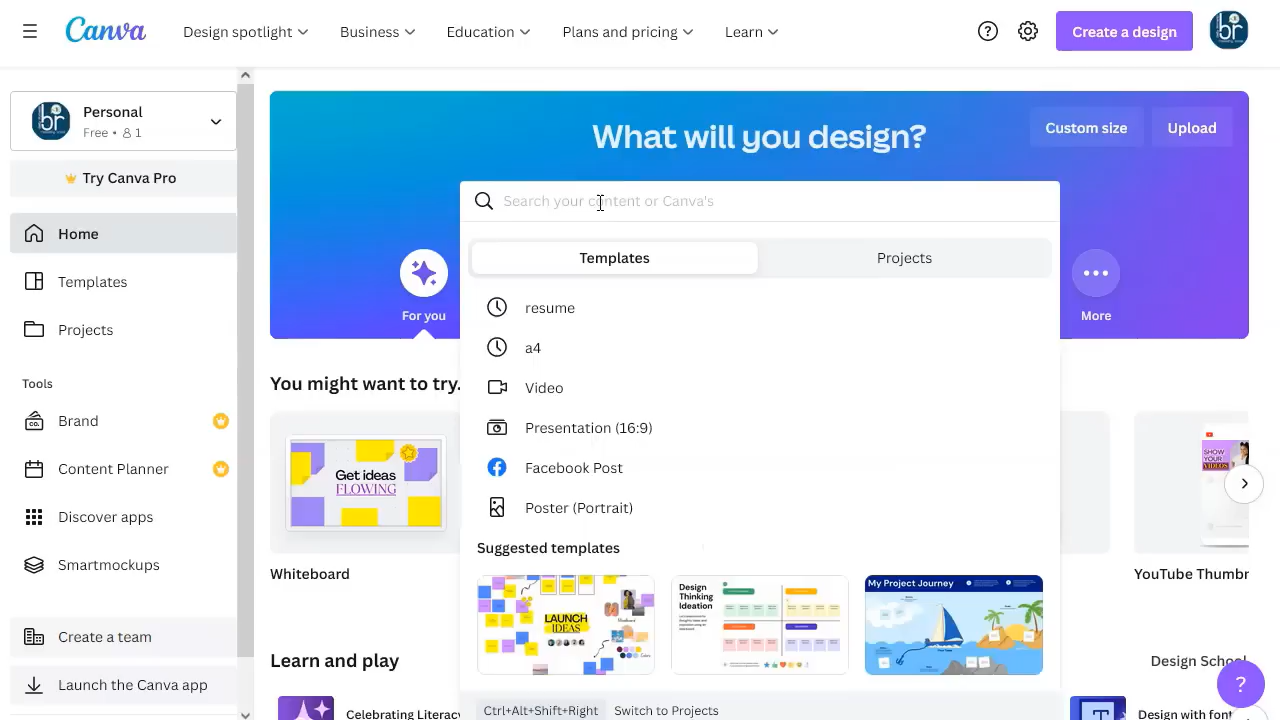 Canva
Design spotlight
Business
Education
Plans and pricing
Learn
Create a design
br
Personal
Free • 1
Try Canva Pro
Home
Templates
Projects
Tools
Brand
Content Planner
Discover apps
Smartmockups
Create a team
Launch the Canva app
What will you design?
Custom size
Upload
Search your content or Canva's
Templates
Projects
resume
a4
Video
Presentation (16:9)
Facebook Post
Poster (Portrait)
Suggested templates
LAUNCH
IDEAS
Design
Thinking
Ideation
My Project Journey
Ctrl+Alt+Shift+Right
Switch to Projects
For you
More
You might want to try.
Get ideas
FLOWING
Whiteboard
SHOW
YOUR
VIDEOS
YouTube Thumbr
Learn and play
Design School
Celebrating Literacy
Design with font
?